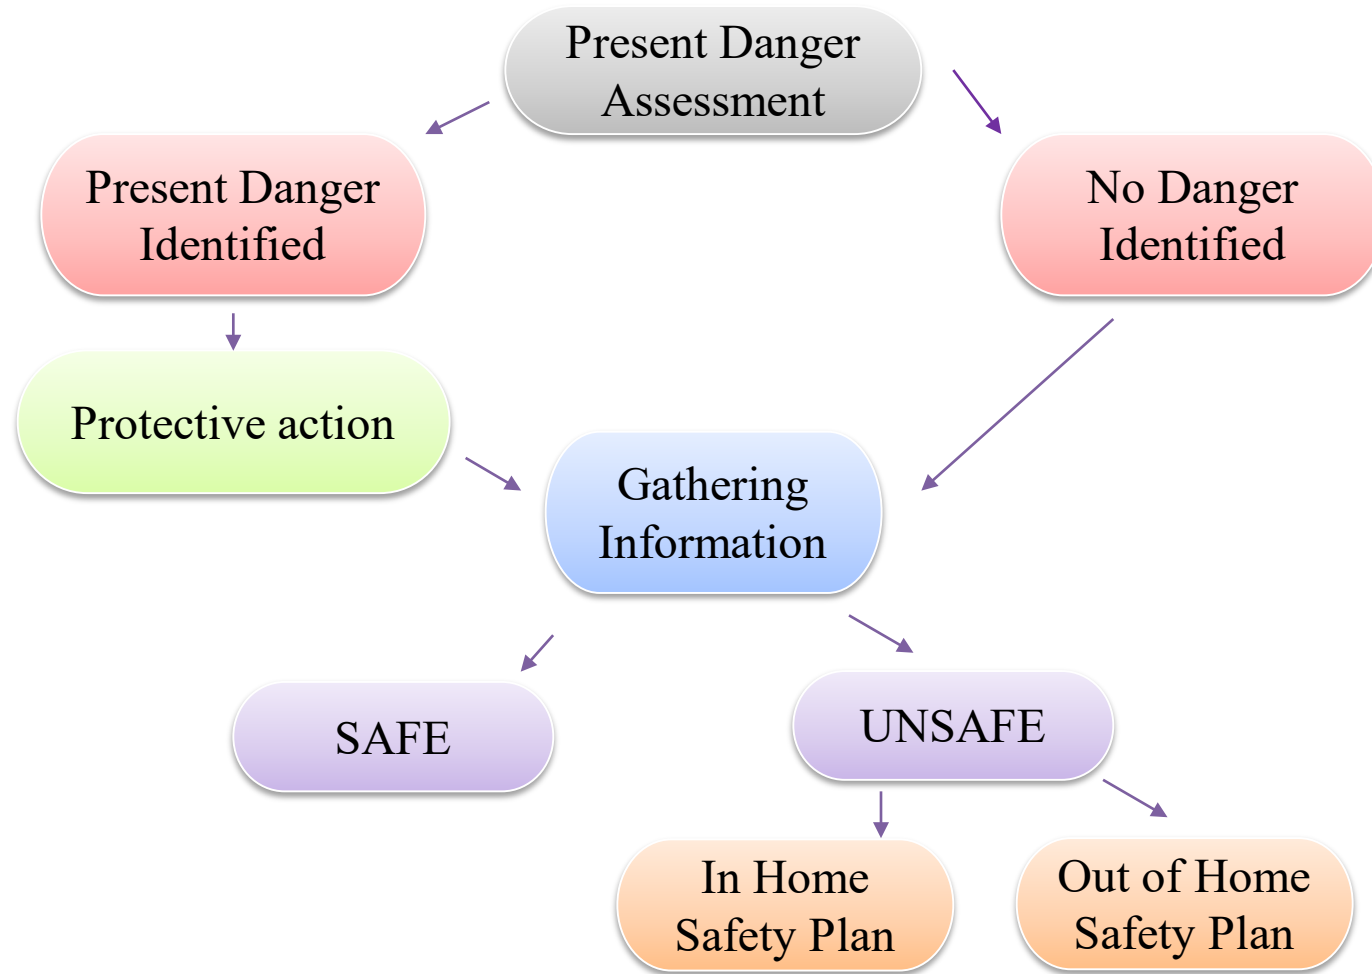 Present Danger
Assessment
Present Danger
Identified
No Danger
Identified
Protective action
Gathering
Information
SAFE
UNSAFE
In Home
Safety Plan
Out of Home
Safety Plan